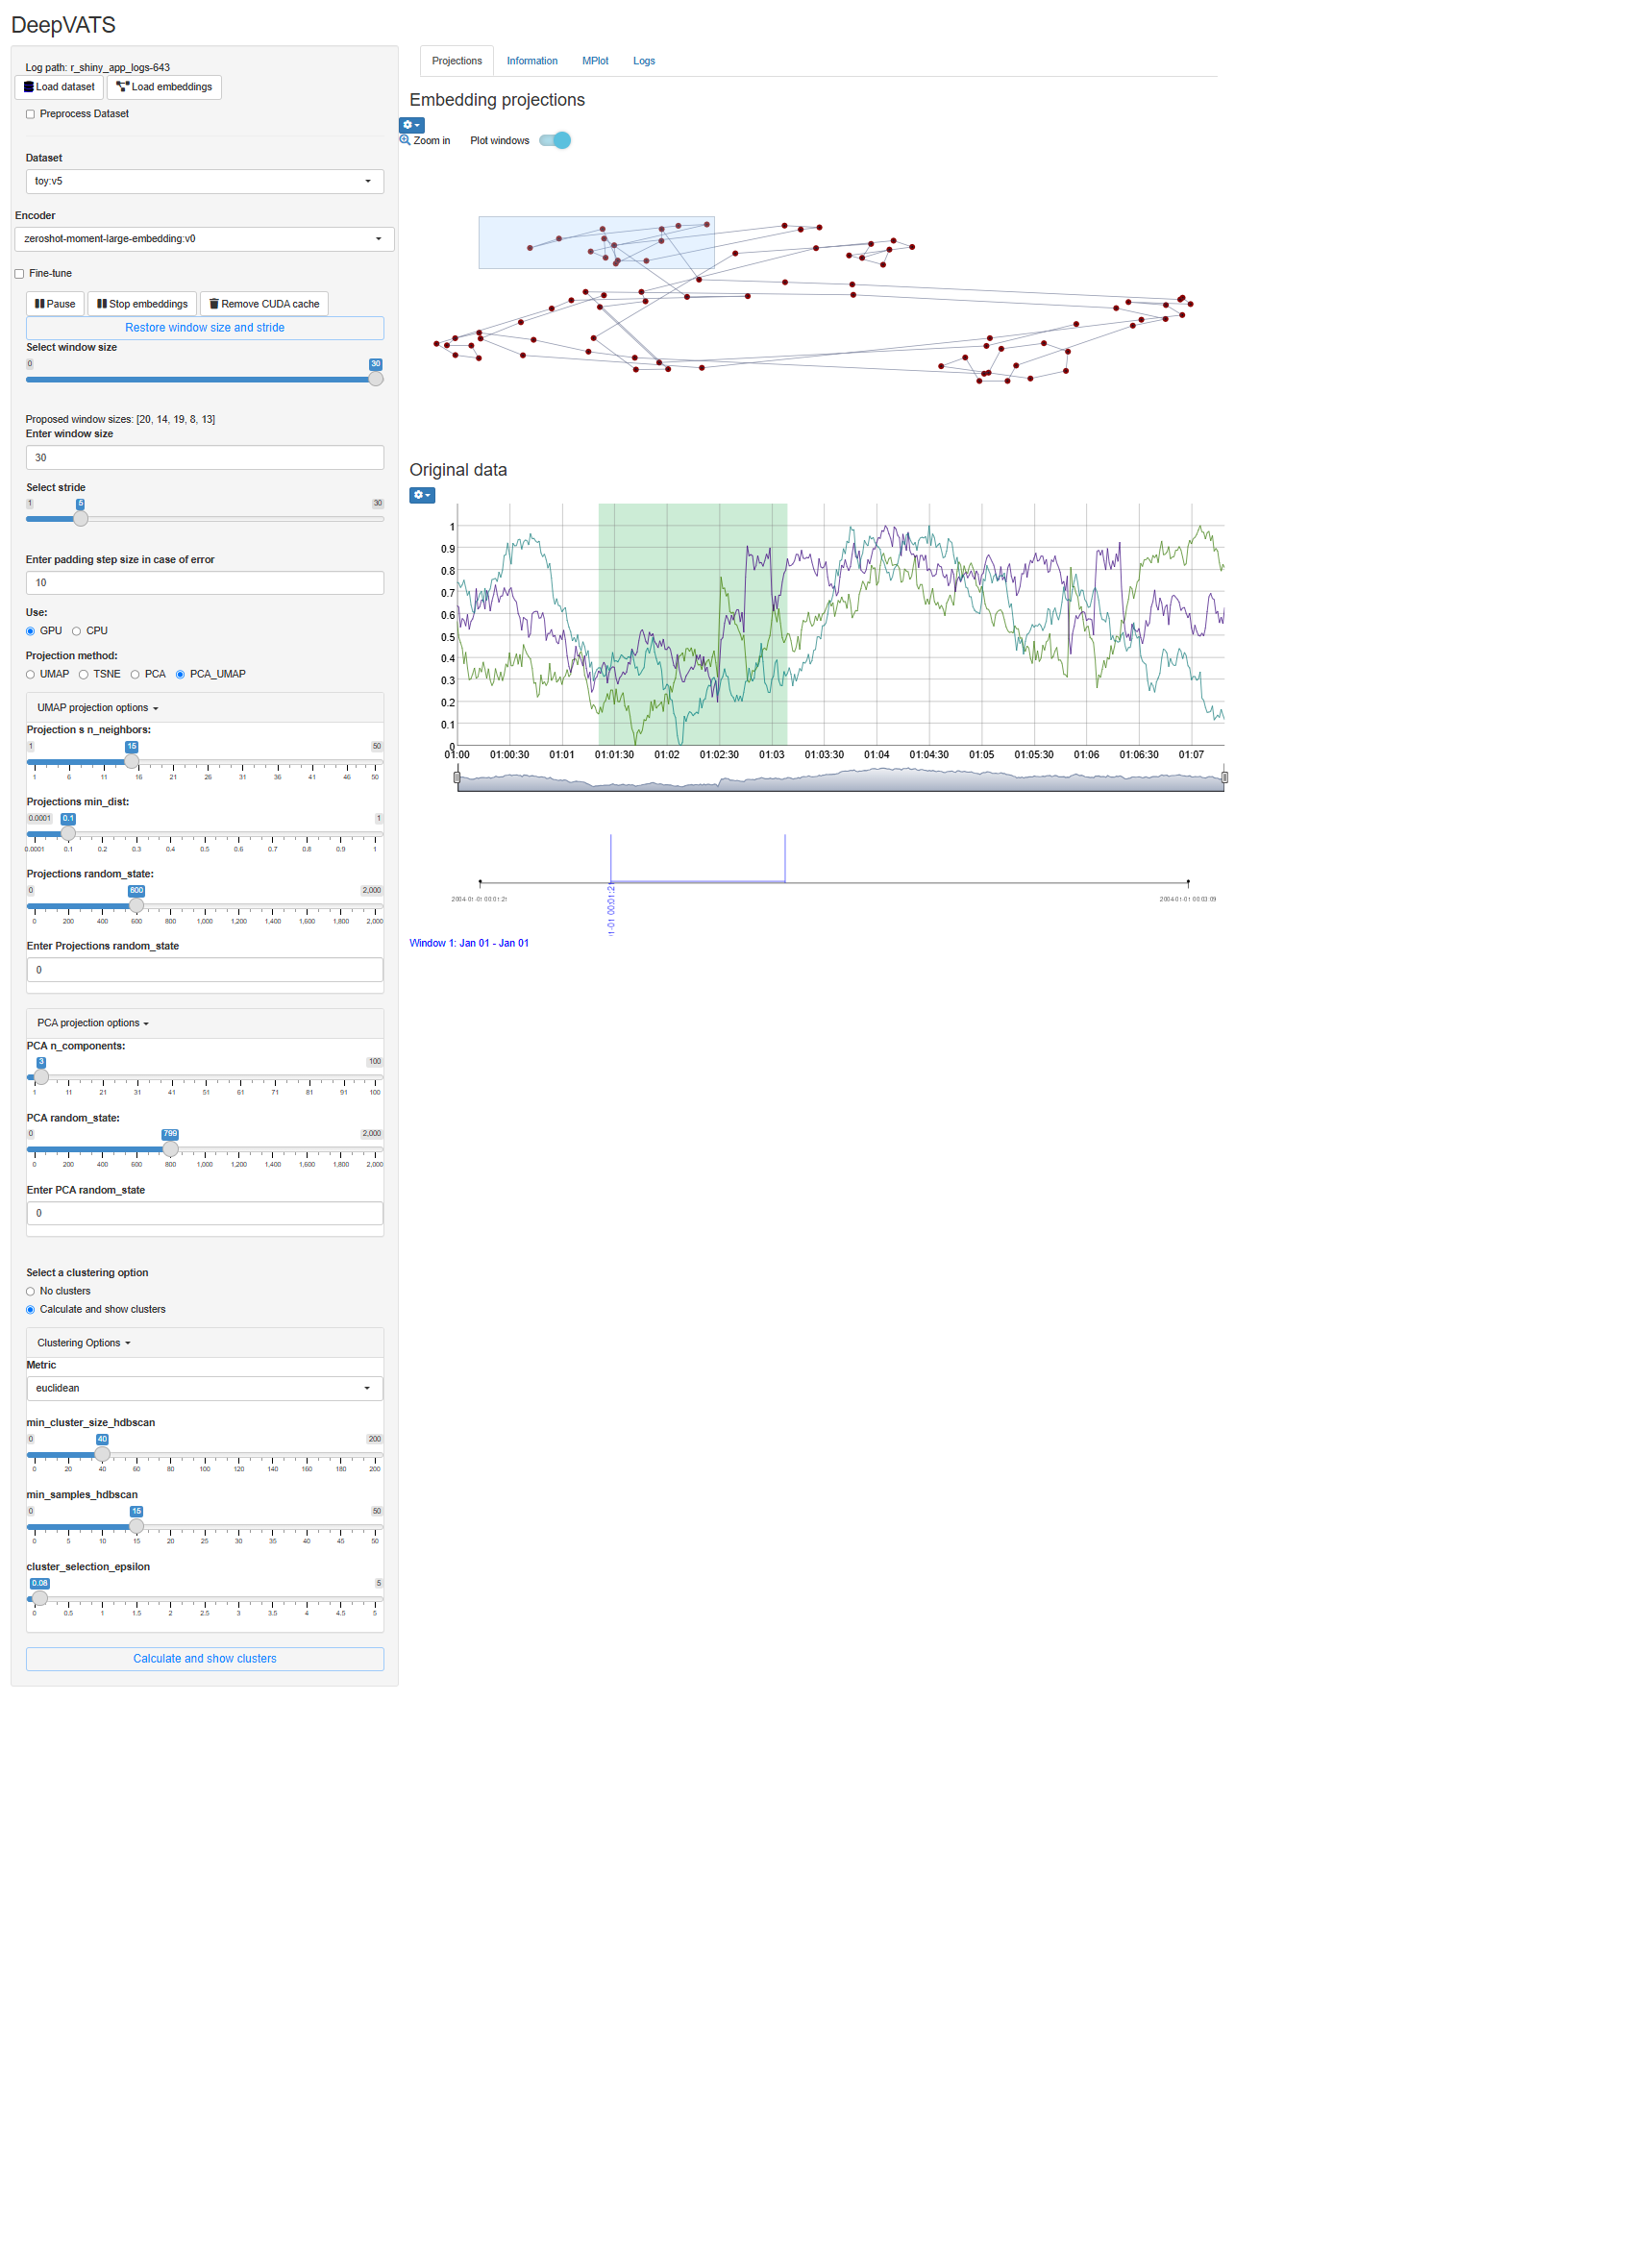 DeepVATS
Log path: r_shiny_app_logs-643
Load dataset Load embeddings
Preprocess Dataset
Dataset
toy:v5
Encoder
zeroshot-moment-large-embedding:v0
Fine-tune
Pause Stop embeddings Remove CUDA cache
Restore window size and stride
Select window size
0 30
Proposed window sizes: [20, 14, 19, 8, 13]
Enter window size
30
Select stride
1 5 30
Enter padding step size in case of error
10
Use:
GPU CPU
Projection method:
UMAP TSNE PCA PCA_UMAP
UMAP projection options
Projection s n_neighbors:
1 15 50
1 6 11 16 21 26 31 36 41 46 50
Projections min_dist:
0.0001 0.1 1
0.0001 0.1 0.2 0.3 0.4 0.5 0.6 0.7 0.8 0.9 1
Projections random_state:
0 600 2,000
0 200 400 600 800 1,000 1,200 1,400 1,600 1,800 2,000
Enter Projections random_state
0
PCA projection options
PCA n_components:
3 100
1 11 21 31 41 51 61 71 81 91 100
PCA random_state:
0 799 2,000
0 200 400 600 800 1,000 1,200 1,400 1,600 1,800 2,000
Enter PCA random_state
0
Select a clustering option
No clusters
Calculate and show clusters
Clustering Options
Metric
euclidean
min_cluster_size_hdbscan
0 40 200
0 20 40 60 80 100 120 140 160 180 200
min_samples_hdbscan
0 15 50
0 5 10 15 20 25 30 35 40 45 50
cluster_selection_epsilon
0.08 5
0 0.5 1 1.5 2 2.5 3 3.5 4 4.5 5
Calculate and show clusters
Projections Information MPlot Logs
Embedding projections
Zoom in Plot windows
Original data
1
0.9
0.8
0.7
0.6
0.5
0.4
0.3
0.2
0.1
0
01:00 01:00:30 01:01 01:01:30 01:02 01:02:30 01:03 01:03:30 01:04 01:04:30 01:05 01:05:30 01:06 01:06:30 01:07
2004-01-01 00:01:21 2004-01-01 00:03:09
1-01 00:01:21
Window 1: Jan 01 - Jan 01